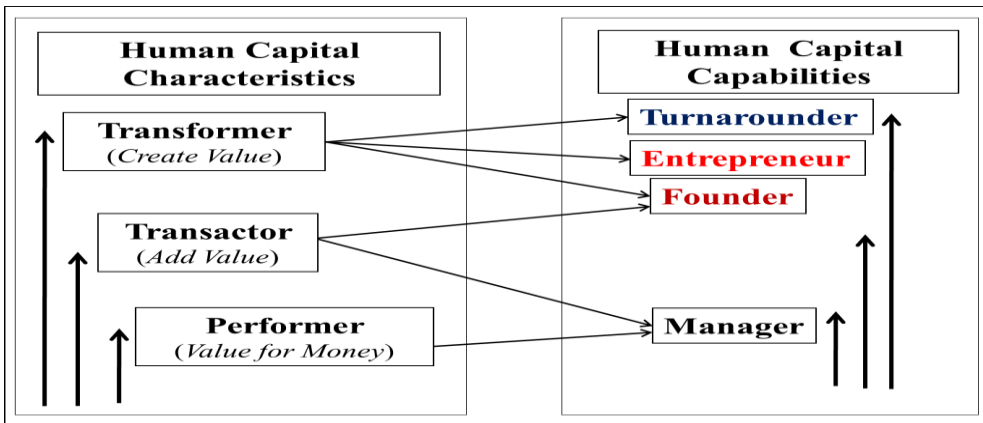 Human Capital
Characteristics
Transformer
(Create Value)
Transactor
(Add Value)
Performer
(Value for Money)
Human Capital
Capabilities
Turnarounder
Entrepreneur
Founder
Manager